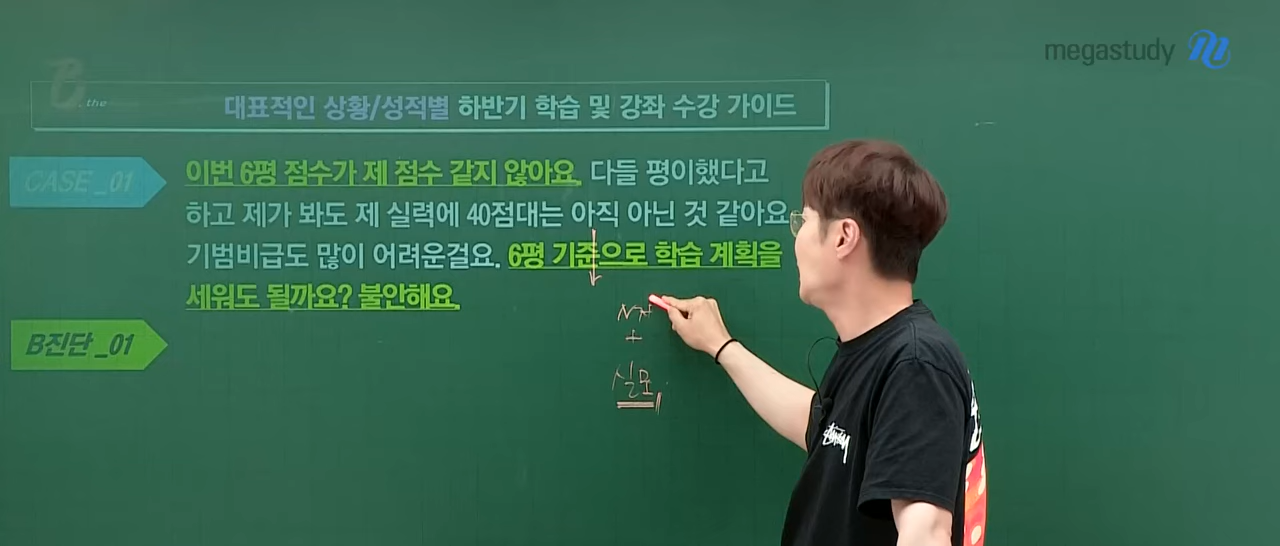 megastudy
.the
대표적인 상황/성적별 하반기 학습 및 강좌 수강 가이드
CASE _01
이번 6평 점수가 제 점수 같지 않아요. 다들 평이했다고
하고 제가 봐도 제 실력에 40점대는 아직 아닌 것 같아요.
기범비급도 많이 어려운걸요. 6평 기준으로 학습 계획을
세워도 될까요? 불안해요.
+
실모
B진단 _01